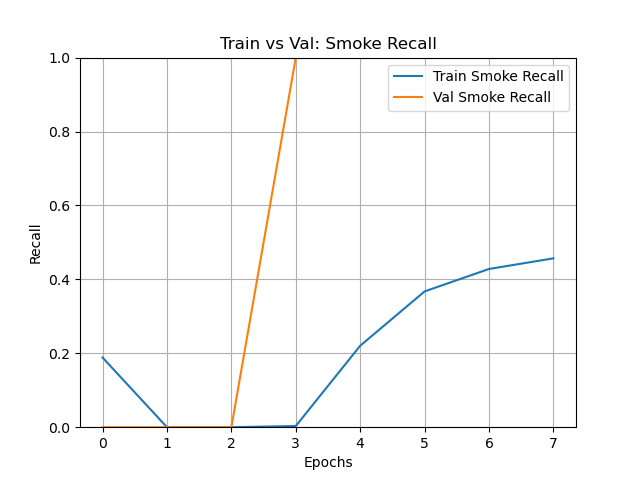 Train vs Val: Smoke Recall
Train Smoke Recall
Val Smoke Recall
Recall
1.0
0.8
0.6
0.4
0.2
0.0
0 1 2 3 4 5 6 7
Epochs